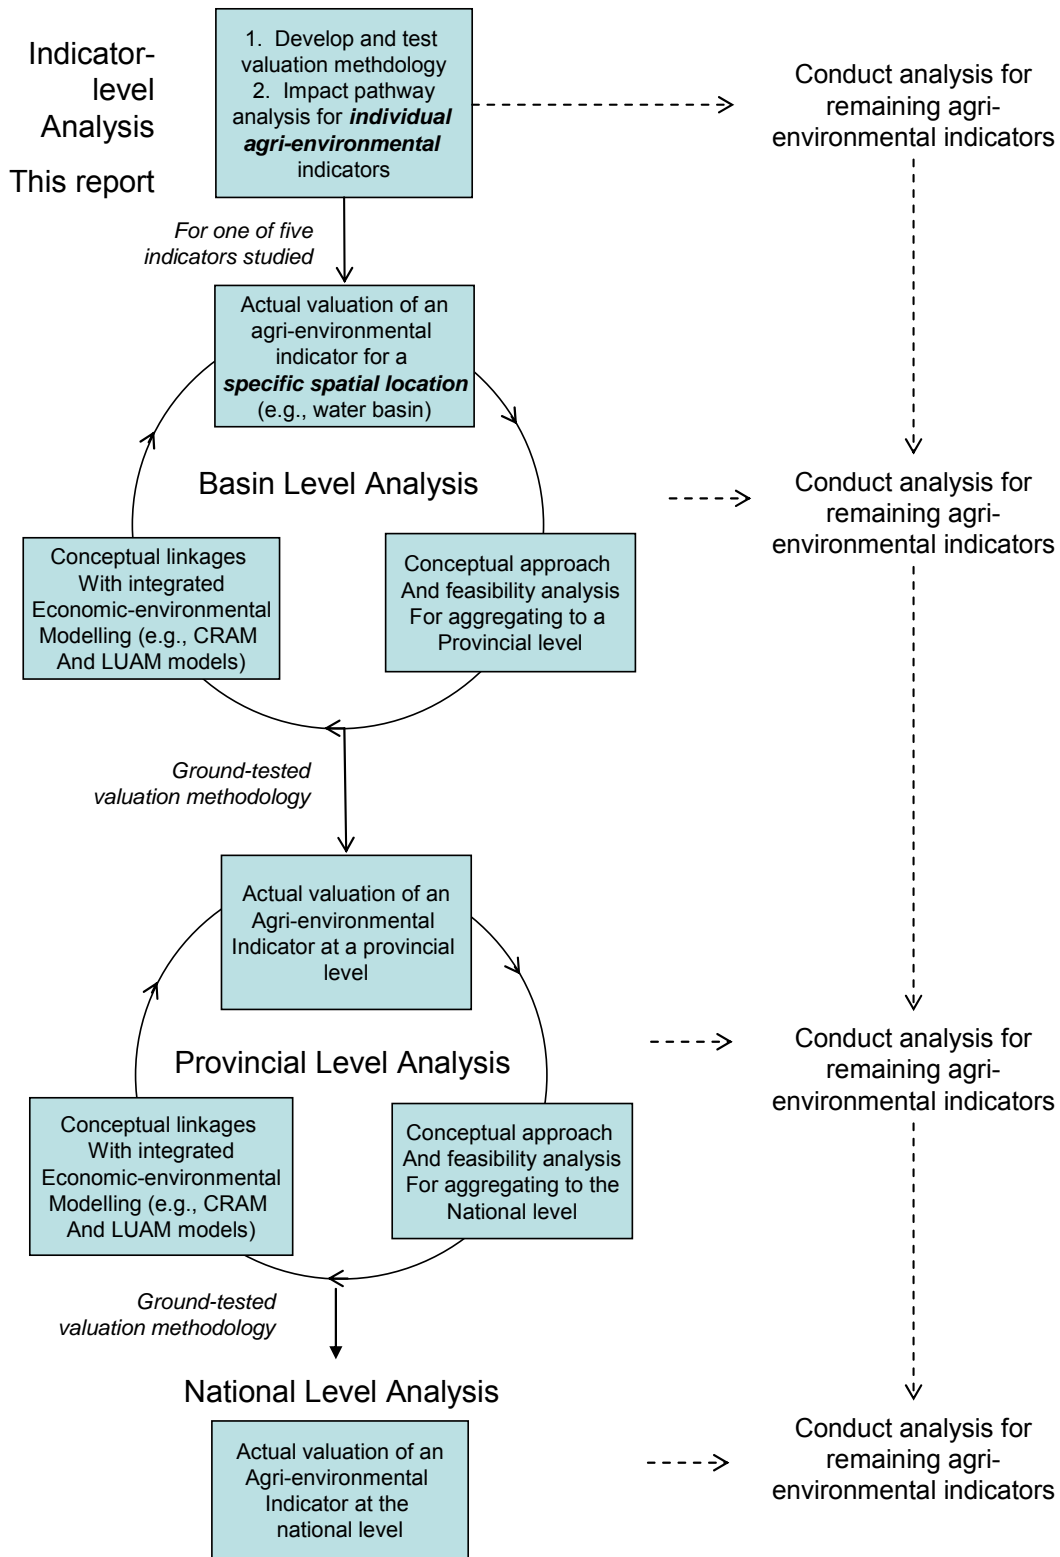 Indicator-
level
Analysis
This report
1. Develop and test
valuation methdology
2. Impact pathway
analysis for individual
agri-environmental
indicators
Conduct analysis for
remaining agri-
environmental indicators
For one of five
indicators studied
Actual valuation of an
agri-environmental
indicator for a
specific spatial location
(e.g., water basin)
Basin Level Analysis
Conduct analysis for
remaining agri-
environmental indicators
Conceptual linkages
With integrated
Economic-environmental
Modelling (e.g., CRAM
And LUAM models)
Conceptual approach
And feasibility analysis
For aggregating to a
Provincial level
Ground-tested
valuation methodology
Actual valuation of an
Agri-environmental
Indicator at a provincial
level
Provincial Level Analysis
Conduct analysis for
remaining agri-
environmental indicators
Conceptual linkages
With integrated
Economic-environmental
Modelling (e.g., CRAM
And LUAM models)
Conceptual approach
And feasibility analysis
For aggregating to the
National level
Ground-tested
valuation methodology
National Level Analysis
Actual valuation of an
Agri-environmental
Indicator at the
national level
Conduct analysis for
remaining agri-
environmental indicators